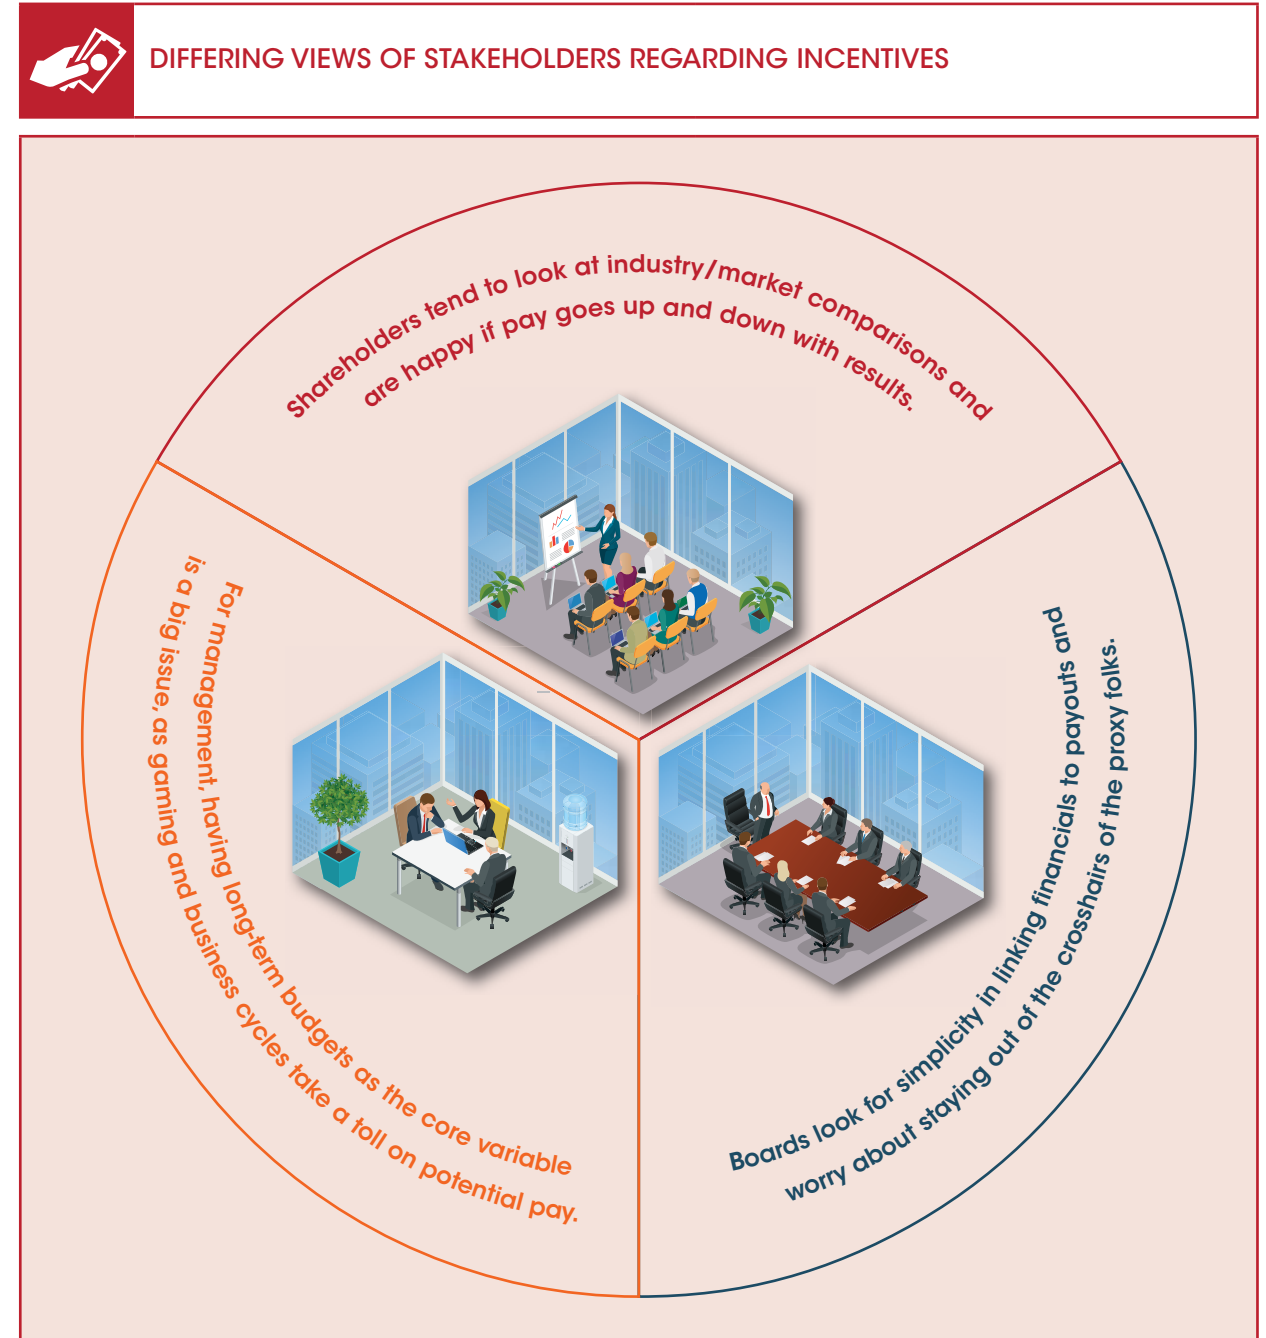 DIFFERING VIEWS OF STAKEHOLDERS REGARDING INCENTIVES
Shareholders tend to look at industry/market comparisons and
are happy if pay goes up and down with results.
For management, having long-term budgets as the core variable
is a big issue, as gaming and business cycles take a toll on potential pay.
Boards look for simplicity in linking financials to payouts and
worry about staying out of the crosshairs of the proxy folks.